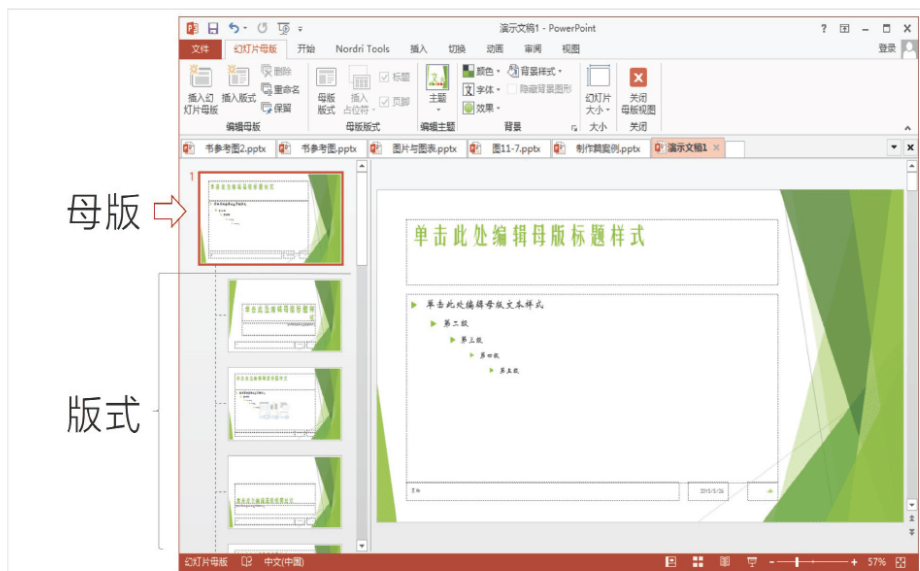 演示文稿1 - PowerPoint
文件 幻灯片母版 开始 Nordri Tools 插入 切换 动画 审阅 视图 登录
插入幻灯片母版 插入版式 删除 重命名 保留
母版版式 插入占位符 标题 页脚
主题 颜色 字体 效果 背景样式 隐藏背景图形
幻灯片大小 关闭母版视图
编辑母版 母版版式 编辑主题 背景 大小 关闭
书参考图2.pptx 书参考图.pptx 图片与图表.pptx 图11-7.pptx 演示文稿1
母版
1
版式
单击此处编辑母版标题样式
单击此处编辑母版文本样式
第二级
第三级
第四级
第五级
页脚
幻灯片母版 中文(中国) 57%